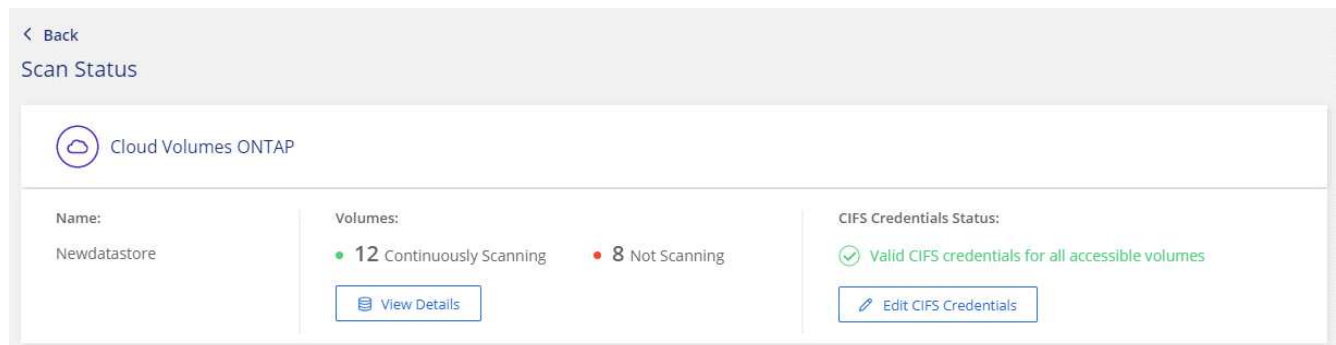 Back
Scan Status
Cloud Volumes ONTAP
Name:
Newdatastore
Volumes:
12 Continuously Scanning
8 Not Scanning
View Details
CIFS Credentials Status:
Valid CIFS credentials for all accessible volumes
Edit CIFS Credentials